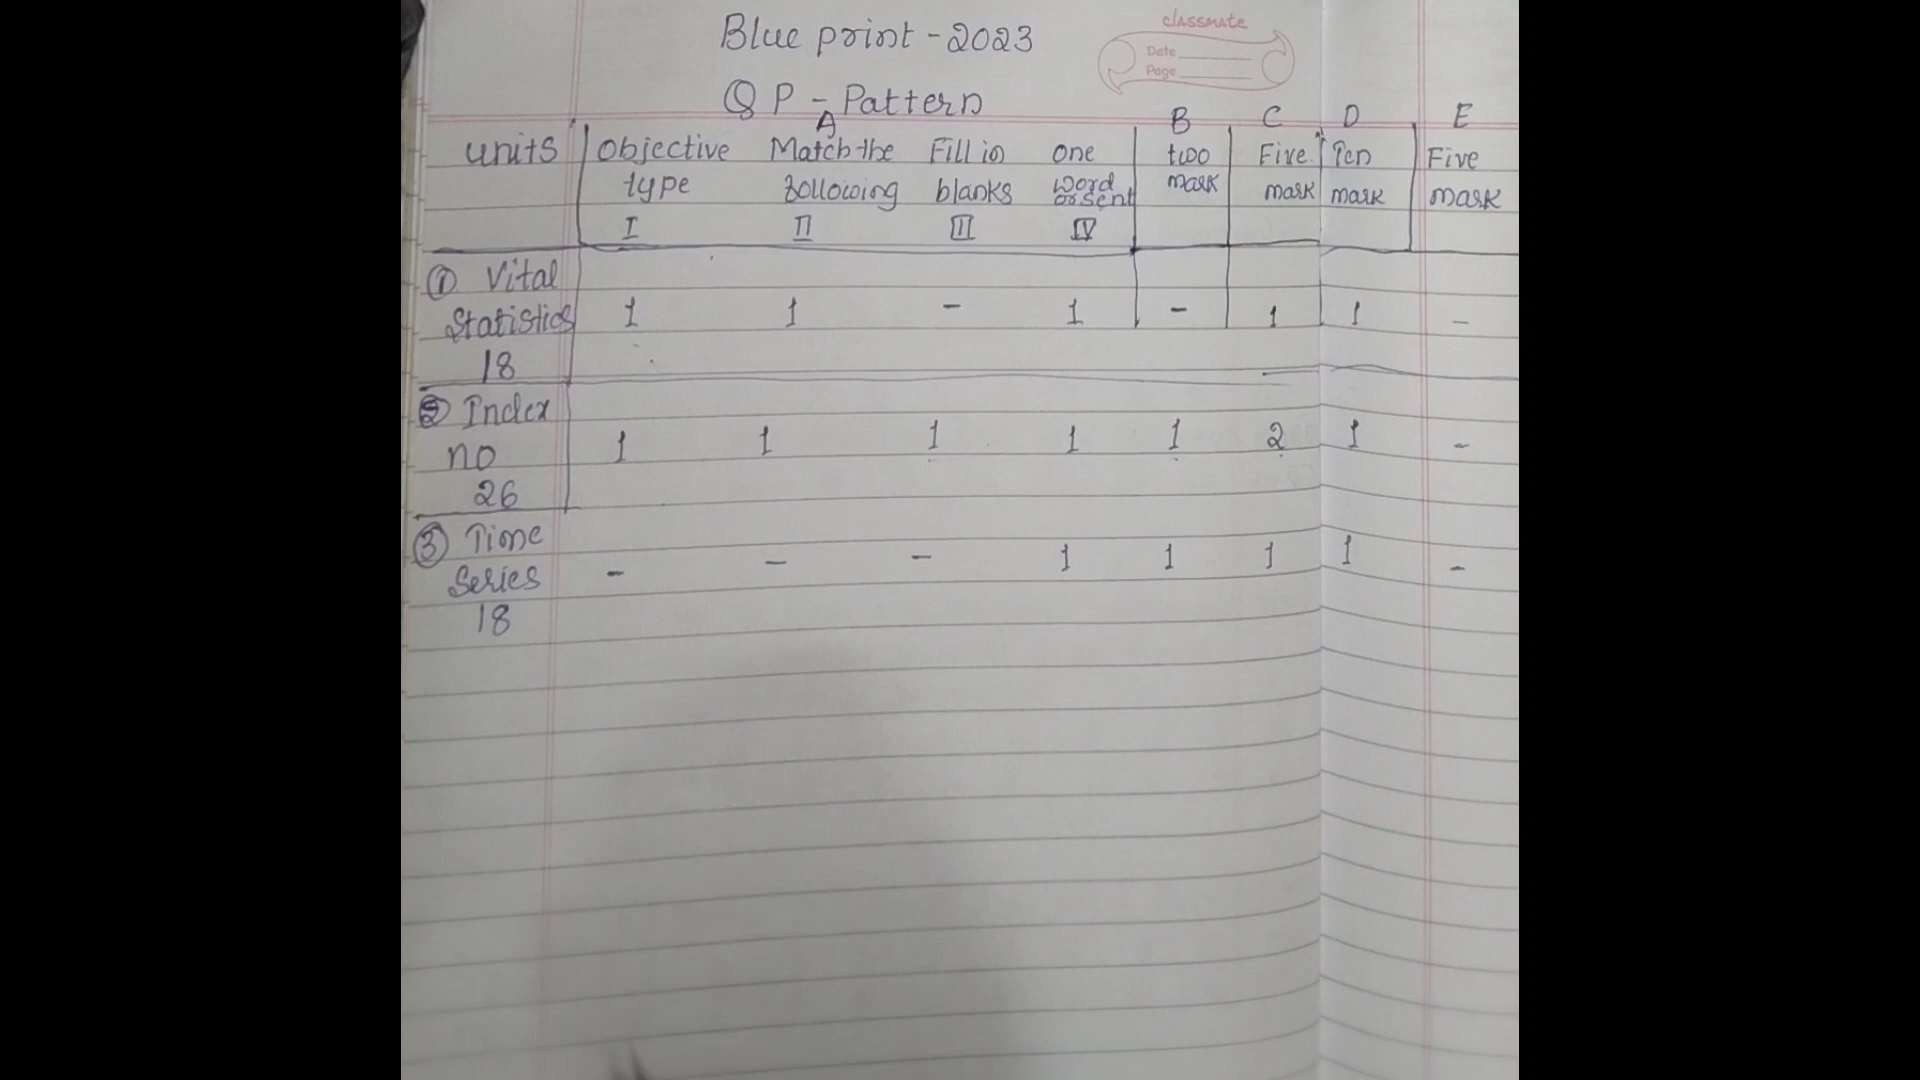 Blue print - 2023
classmate
Date
Page
Q P - Pattern
A B C D E
units Objective Match the Fill in one two Five Ten Five
type following blanks word mark mark mark mark
or sent
I II III IV
① Vital
Statistics 1 1 - 1 - 1 1 -
18
② Index
no 1 1 1 1 1 2 1 -
26
③ Time
Series - - - 1 1 1 1 -
18